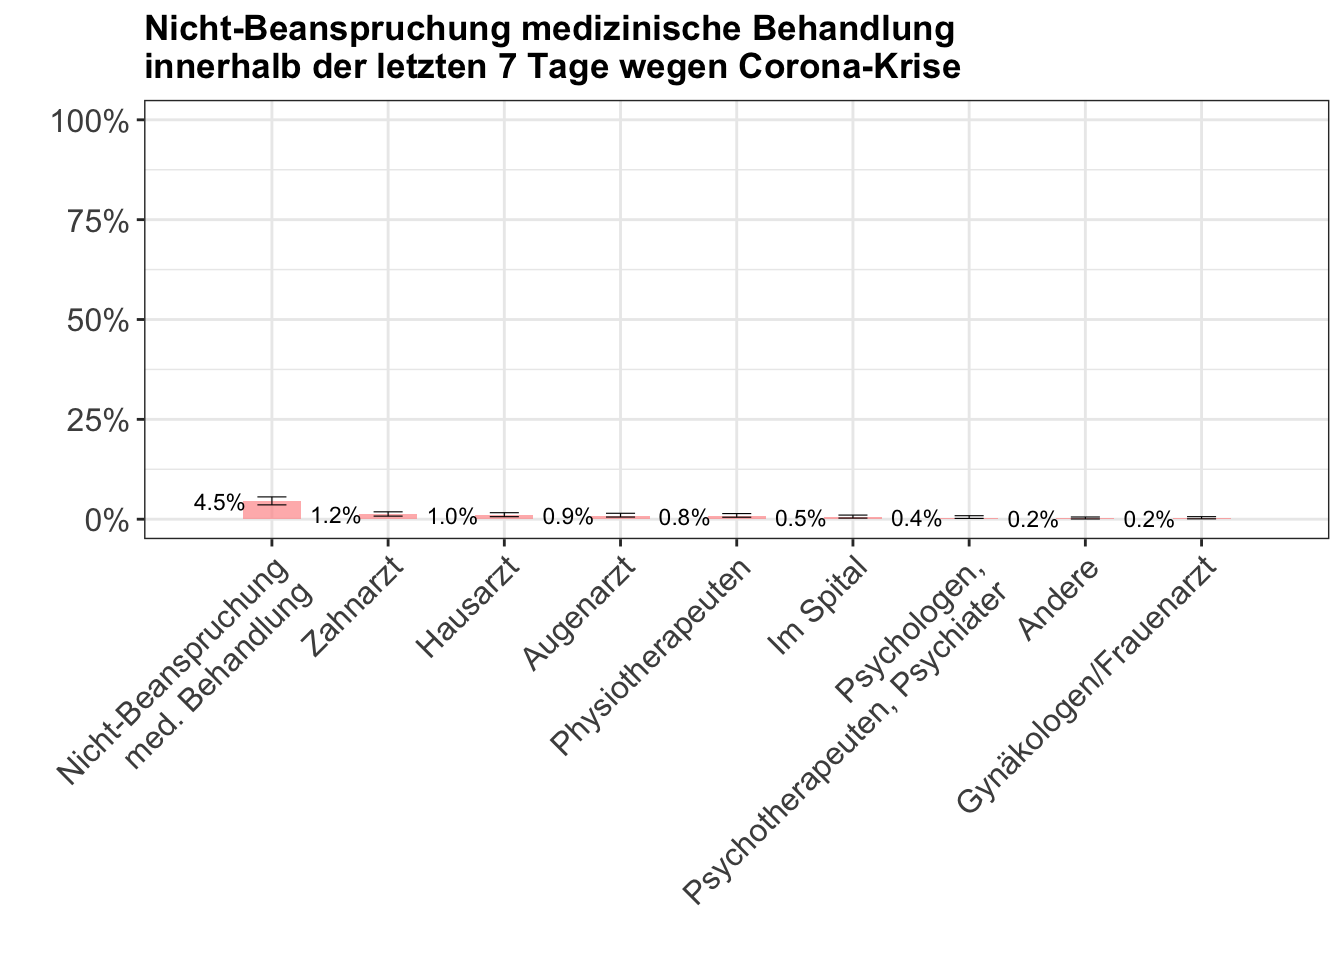 Nicht-Beanspruchung medizinische Behandlung
innerhalb der letzten 7 Tage wegen Corona-Krise
100%
75%
50%
25%
0%
4.5%
1.2%
1.0%
0.9%
0.8%
0.5%
0.4%
0.2%
0.2%
Nicht-Beanspruchung
med. Behandlung
Zahnarzt
Hausarzt
Augenarzt
Physiotherapeuten
Im Spital
Psychologen,
Psychotherapeuten, Psychiater
Andere
Gynäkologen/Frauenarzt